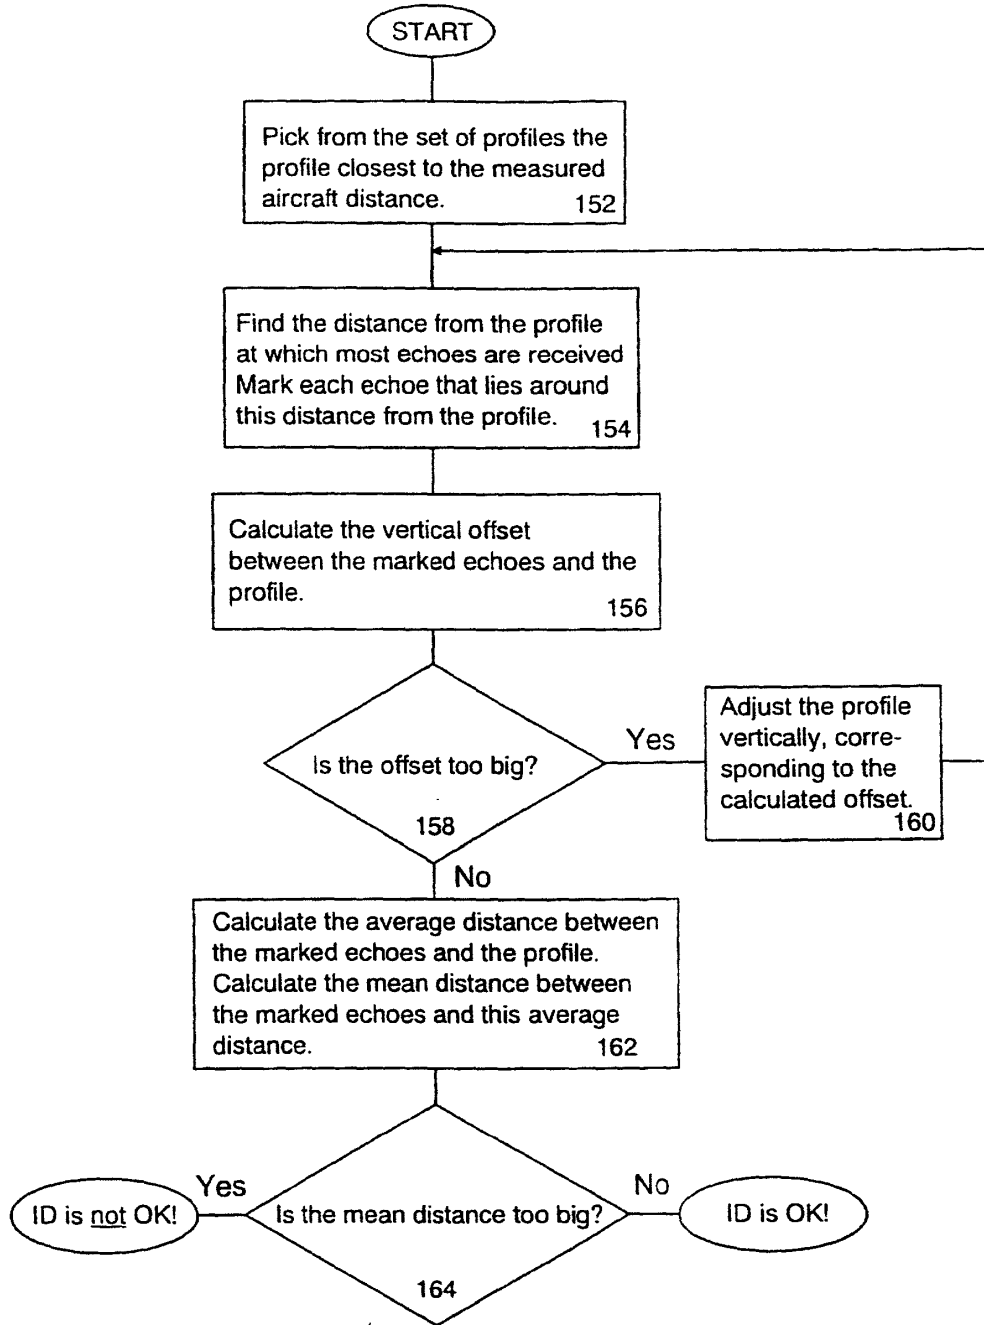 START
Pick from the set of profiles the
profile closest to the measured
aircraft distance.
152
Find the distance from the profile
at which most echoes are received
Mark each echoe that lies around
this distance from the profile.
154
Calculate the vertical offset
between the marked echoes and the
profile.
156
Is the offset too big?
158
Yes
Adjust the profile
vertically, corre-
sponding to the
calculated offset.
160
No
Calculate the average distance between
the marked echoes and the profile.
Calculate the mean distance between
the marked echoes and this average
distance.
162
Is the mean distance too big?
164
Yes
ID is not OK!
No
ID is OK!